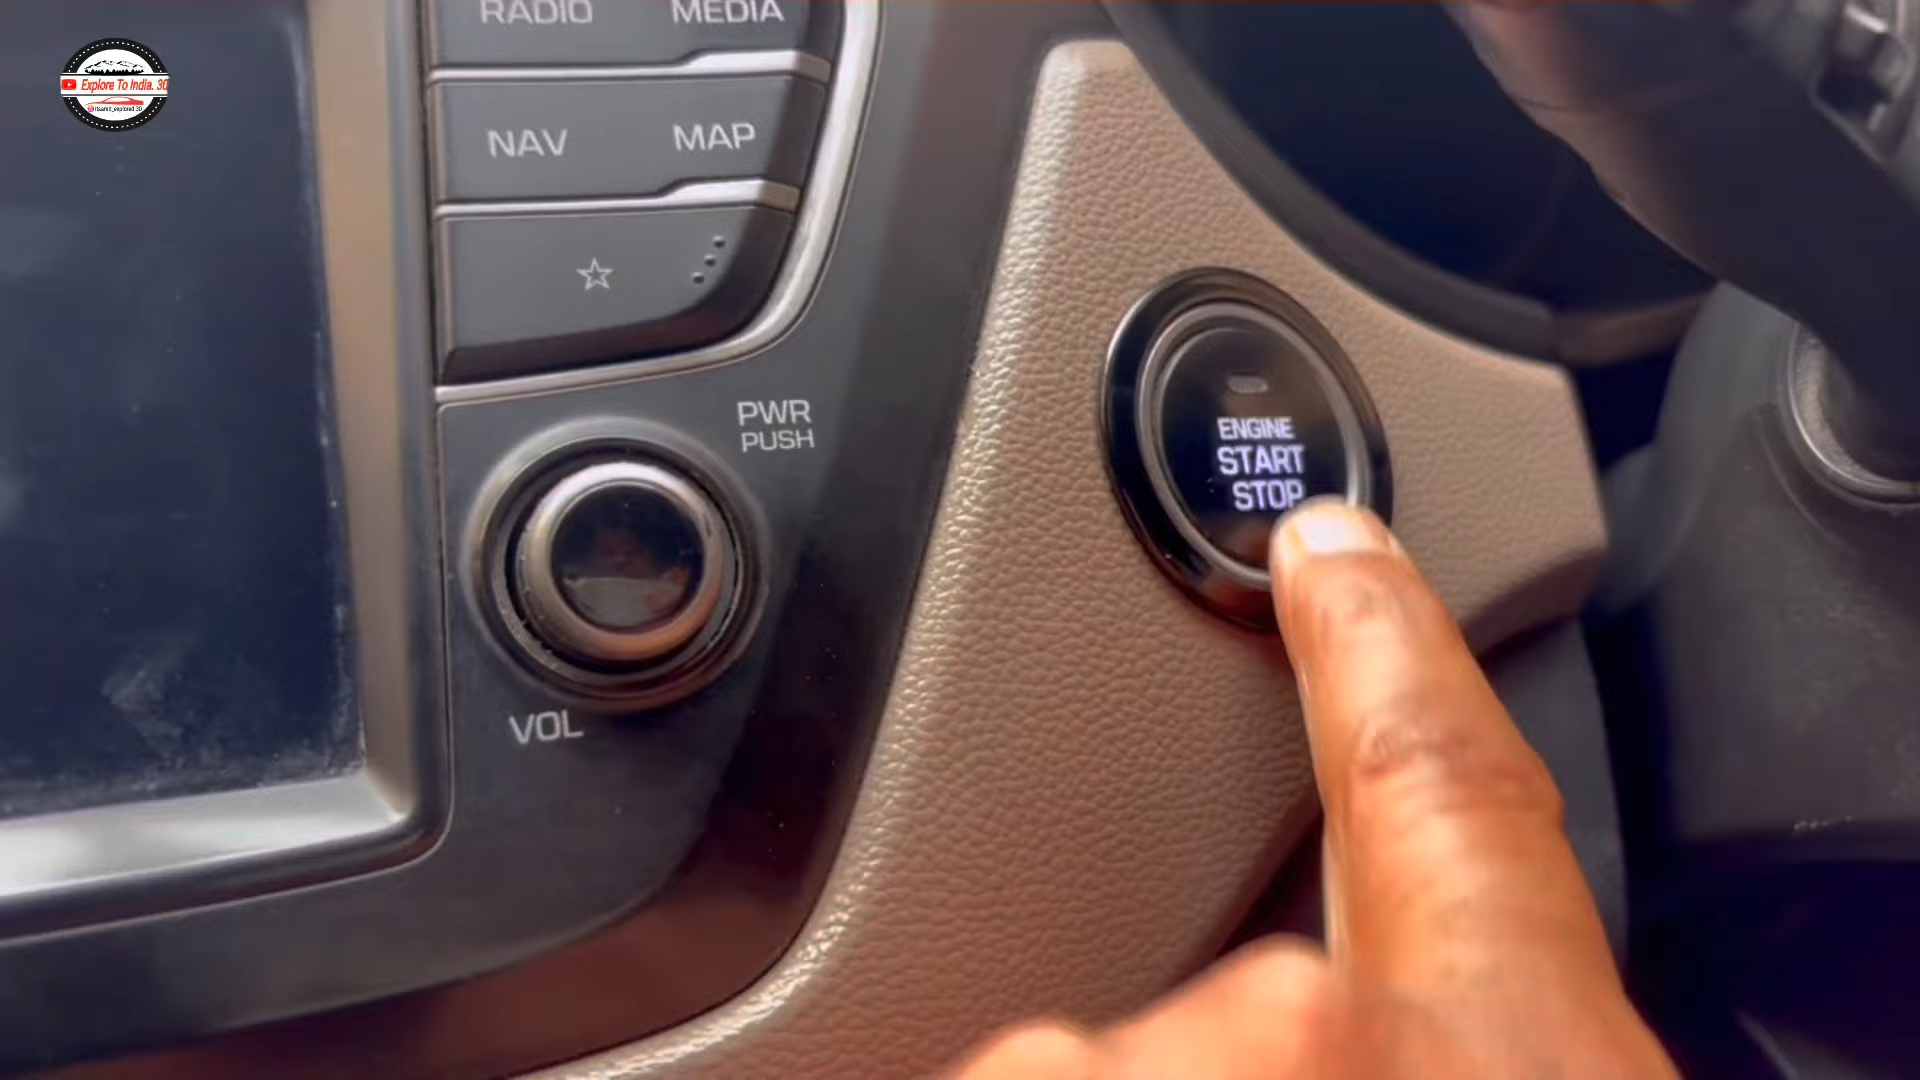 RADIO MEDIA
Explore To India. 30
NAV MAP
PWR
PUSH
ENGINE
START
STOP
VOL